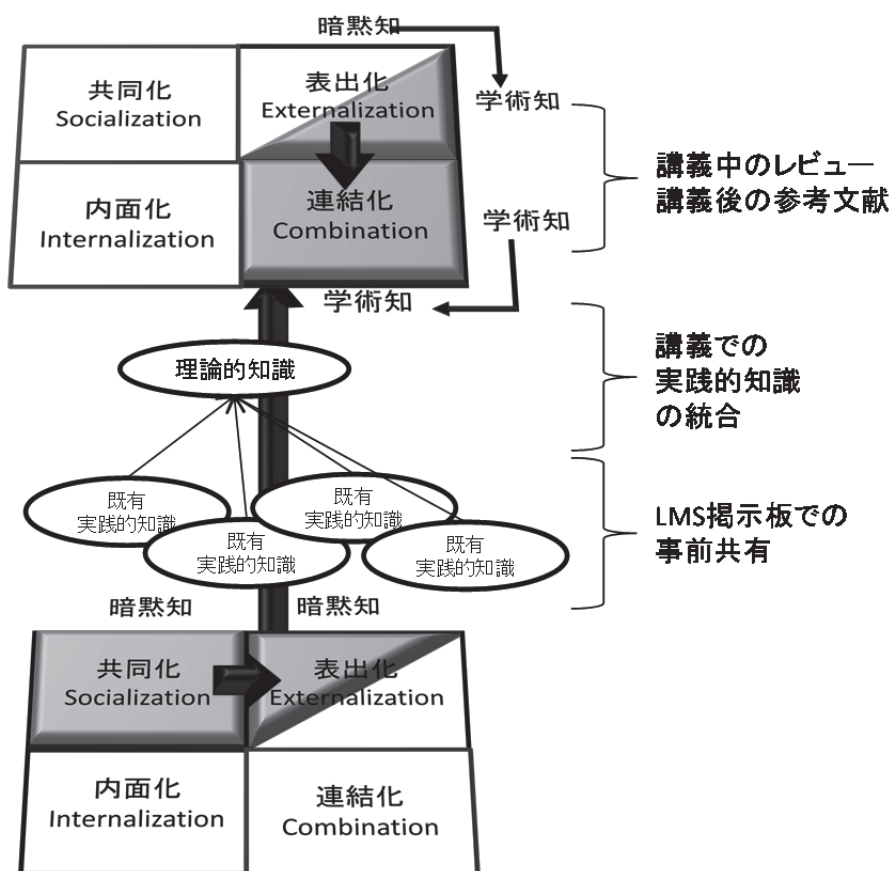 暗黙知
共同化
Socialization
表出化
Externalization
学術知
内面化
Internalization
連結化
Combination
学術知
学術知
講義中のレビュー
講義後の参考文献
理論的知識
講義での
実践的知識
の統合
既有
実践的知識
既有
実践的知識
既有
実践的知識
既有
実践的知識
LMS掲示板での
事前共有
暗黙知
暗黙知
共同化
Socialization
表出化
Externalization
内面化
Internalization
連結化
Combination